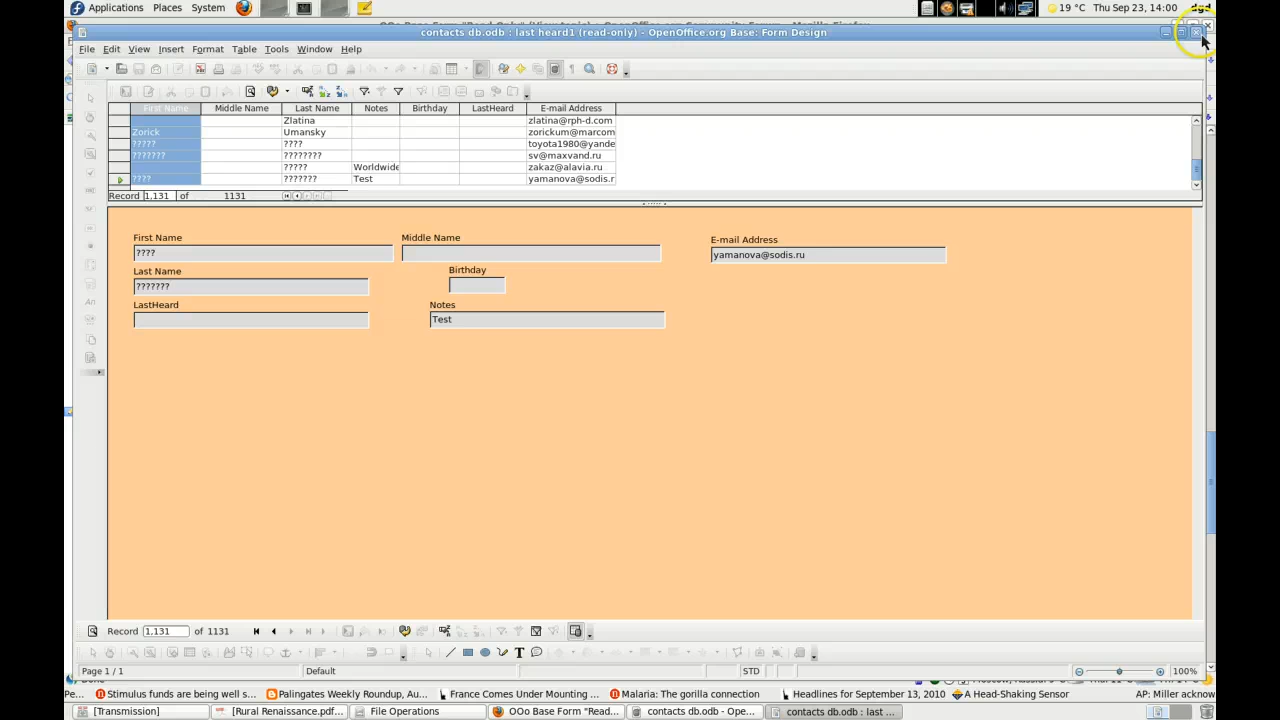 Applications Places System 19 °C Thu Sep 23, 14:00
contacts db.odb : last heard1 (read-only) - OpenOffice.org Base: Form Design
File Edit View Insert Format Table Tools Window Help
First Name Middle Name Last Name Notes Birthday LastHeard E-mail Address
Zlatina zlatina@rph-d.com
Zorick Umansky zorickum@marcom
????? ???? toyota1980@yande
??????? ???????? sv@maxvand.ru
????? Worldwide zakaz@alavia.ru
???? ??????? Test yamanova@sodis.r
Record 1,131 of 1131
First Name Middle Name E-mail Address
???? yamanova@sodis.ru
Last Name Birthday
???????
LastHeard Notes
Test
Record 1,131 of 1131
Page 1 / 1 Default STD 100%
Pe... Stimulus funds are being well s... Palingates Weekly Roundup, Au... France Comes Under Mounting ... Malaria: The gorilla connection Headlines for September 13, 2010 A Head-Shaking Sensor AP: Miller acknow
[Transmission] [Rural Renaissance.pdf... File Operations OOo Base Form "Read... contacts db.odb - Ope... contacts db.odb : last ...